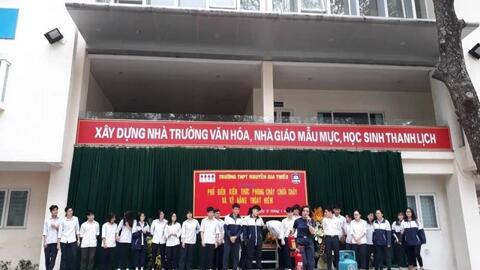 XÂY DỰNG NHÀ TRƯỜNG VĂN HÓA, NHÀ GIÁO MẪU MỰC, HỌC SINH THANH LỊCH
TRƯỜNG THPT NGUYỄN GIA THIỀU
PHỔ BIẾN KIẾN THỨC PHÒNG CHÁY CHỮA CHÁY
VÀ KỸ NĂNG THOÁT HIỂM